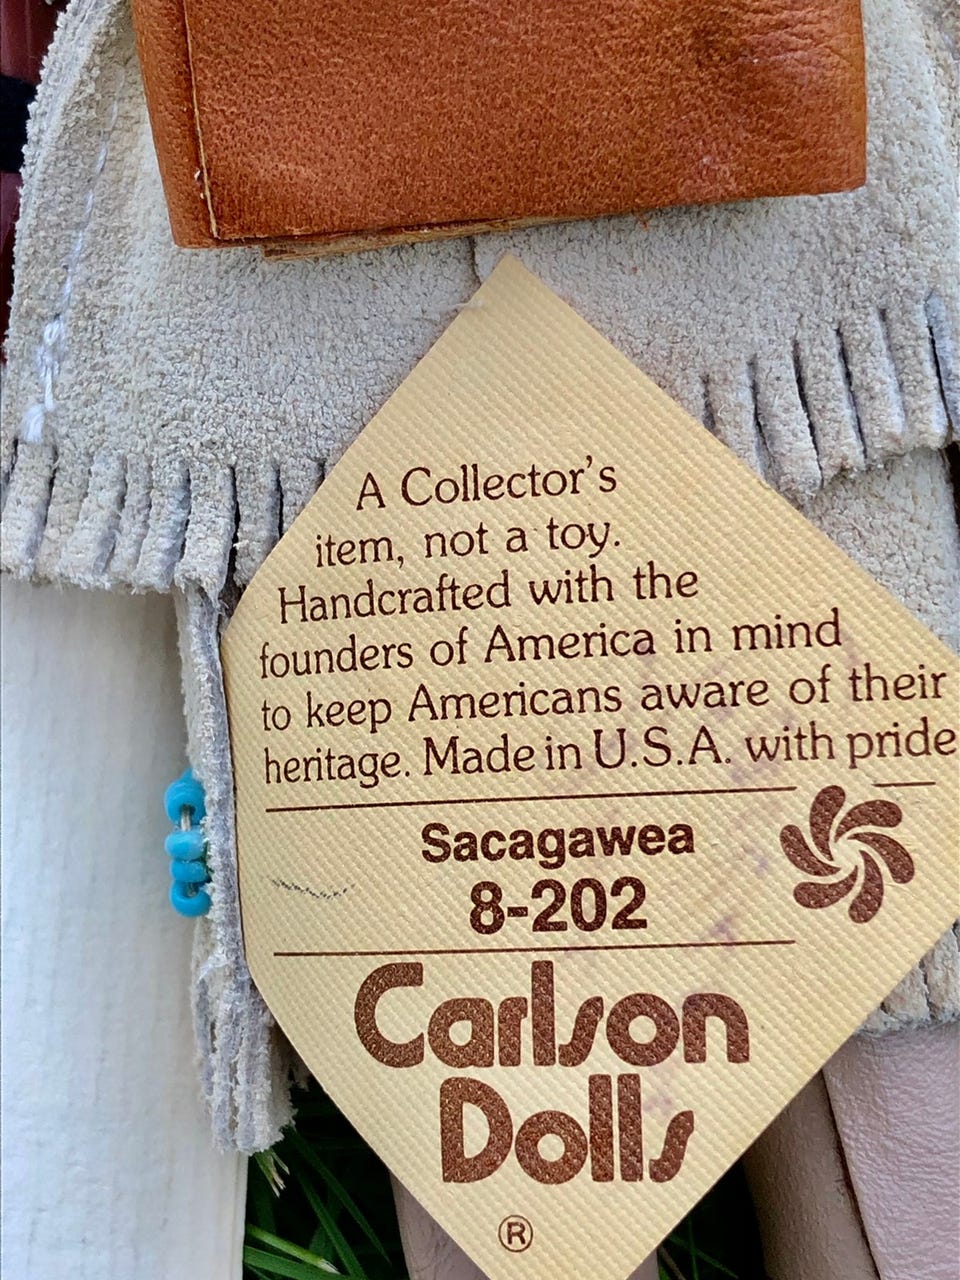 A Collector's
item, not a toy.
Handcrafted with the
founders of America in mind
to keep Americans aware of their
heritage. Made in U.S.A. with pride
Sacagawea
8-202
Carlson
Dolls
®